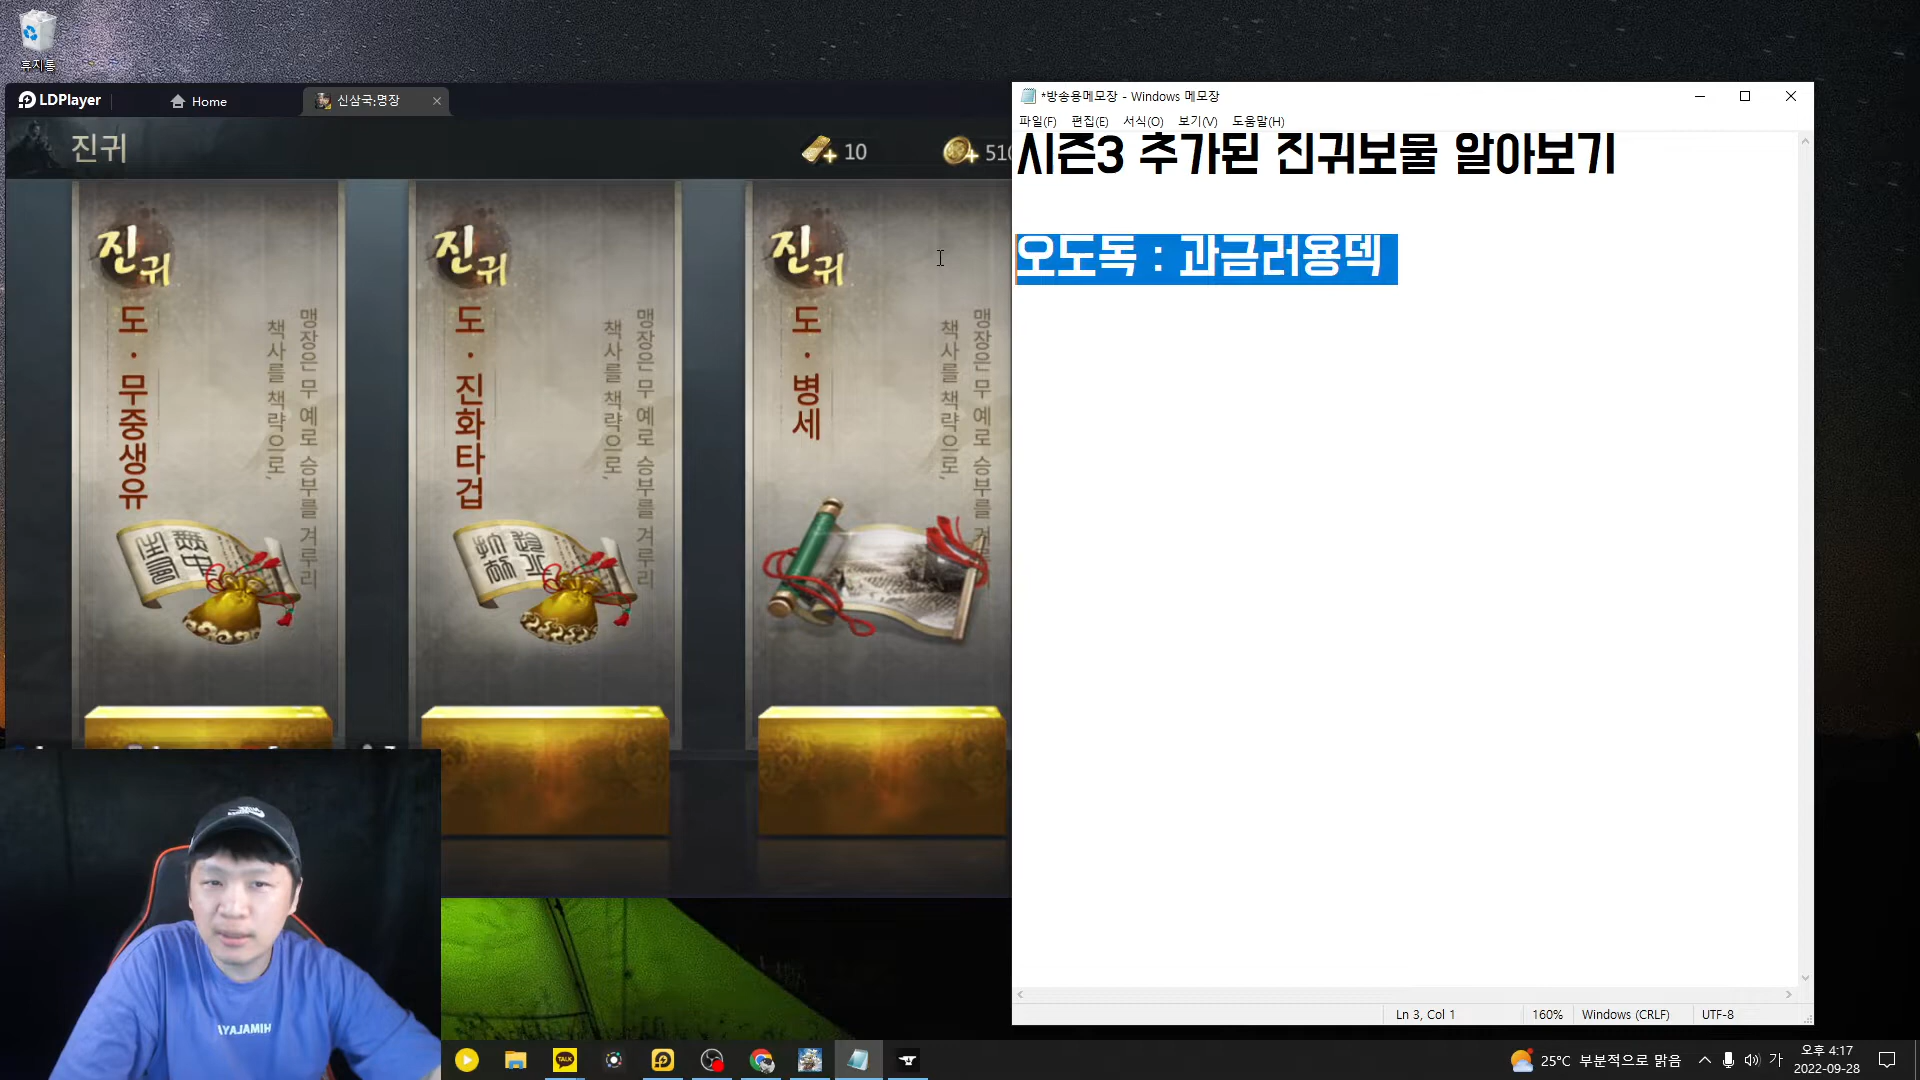 휴지통
LDPlayer
Home
신삼국;명장
진귀
10
510
진귀
도·무중생유
맹장은 무 예로 승부를 겨루리
책사를 책략으로,
진귀
도·진화타겁
맹장은 무 예로 승부를 겨루리
책사를 책략으로,
진귀
도·병세
맹장은 무 예로 승부를 겨루리
책사를 책략으로,
*방송용메모장 - Windows 메모장
파일(F) 편집(E) 서식(O) 보기(V) 도움말(H)
시즌3 추가된 진귀보물 알아보기
오도독 : 과금러용덱
Ln 3, Col 1
160%
Windows (CRLF)
UTF-8
HIMALAYA
TALK
25°C 부분적으로 맑음
가
오후 4:17
2022-09-28